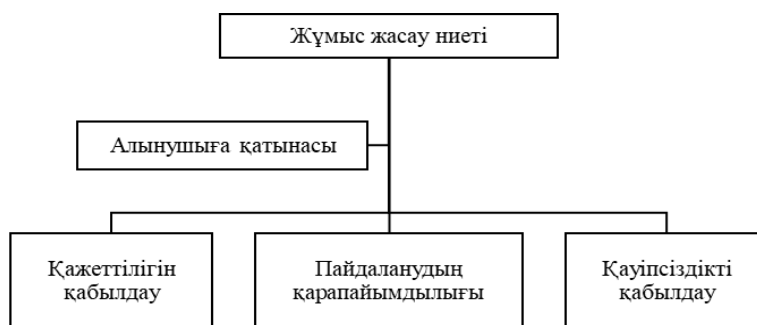 Жұмыс жасау ниеті
Алынушыға қатынасы
Қажеттілігін
қабылдау
Пайдаланудың
қарапайымдылығы
Қауіпсіздікті
қабылдау